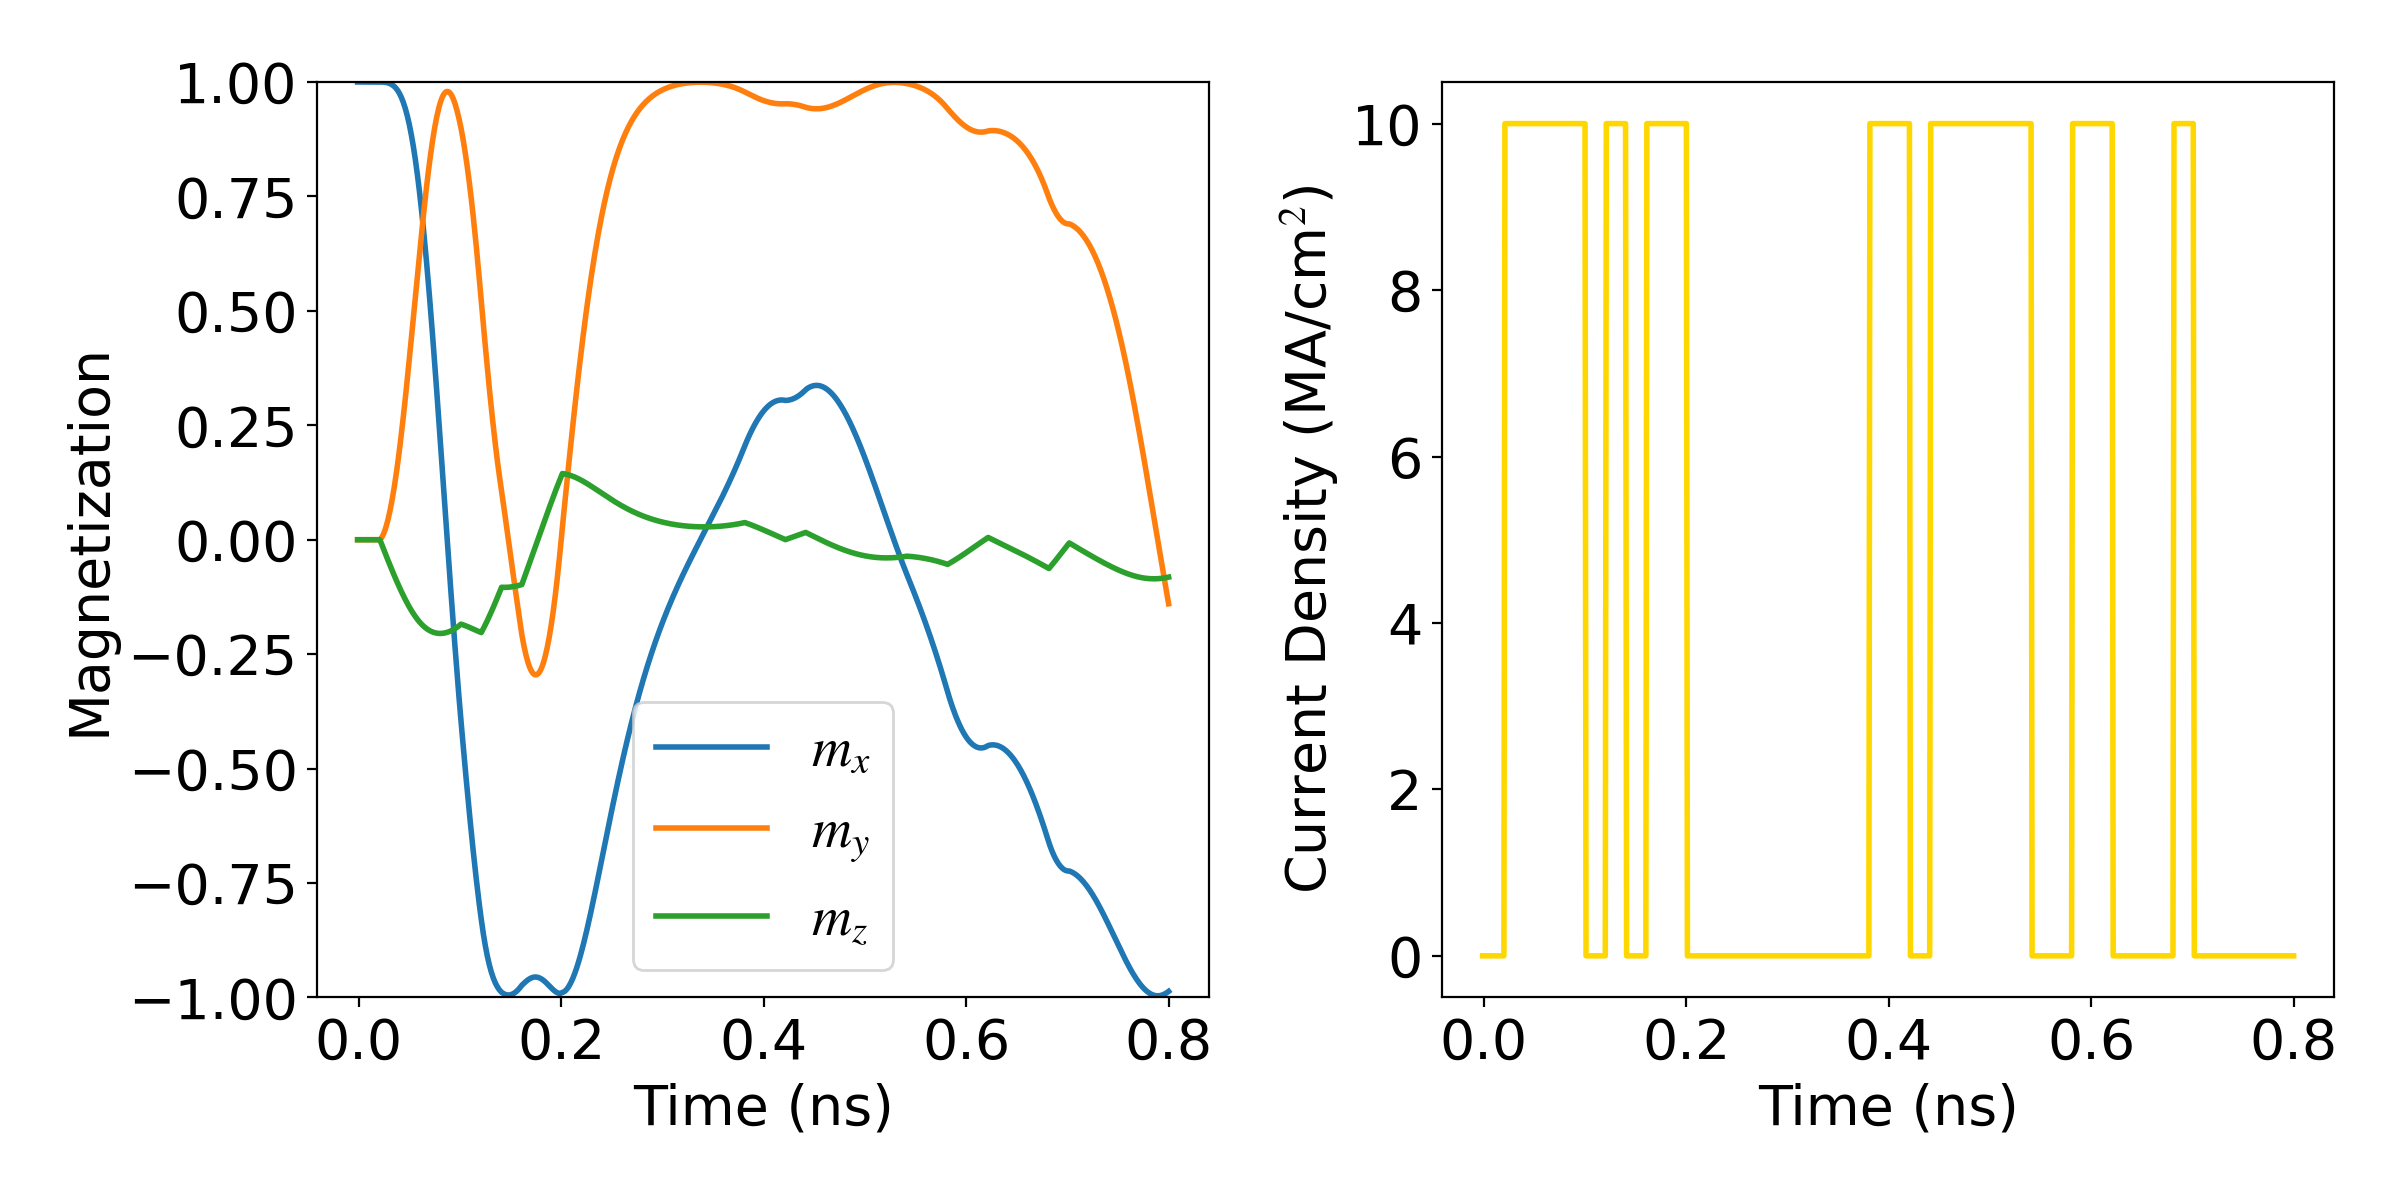 1.00
0.75
0.50
0.25
0.00
−0.25
−0.50
−0.75
−1.00
Magnetization
0.0 0.2 0.4 0.6 0.8
Time (ns)
m_x
m_y
m_z
10
8
6
4
2
0
Current Density (MA/cm²)
0.0 0.2 0.4 0.6 0.8
Time (ns)